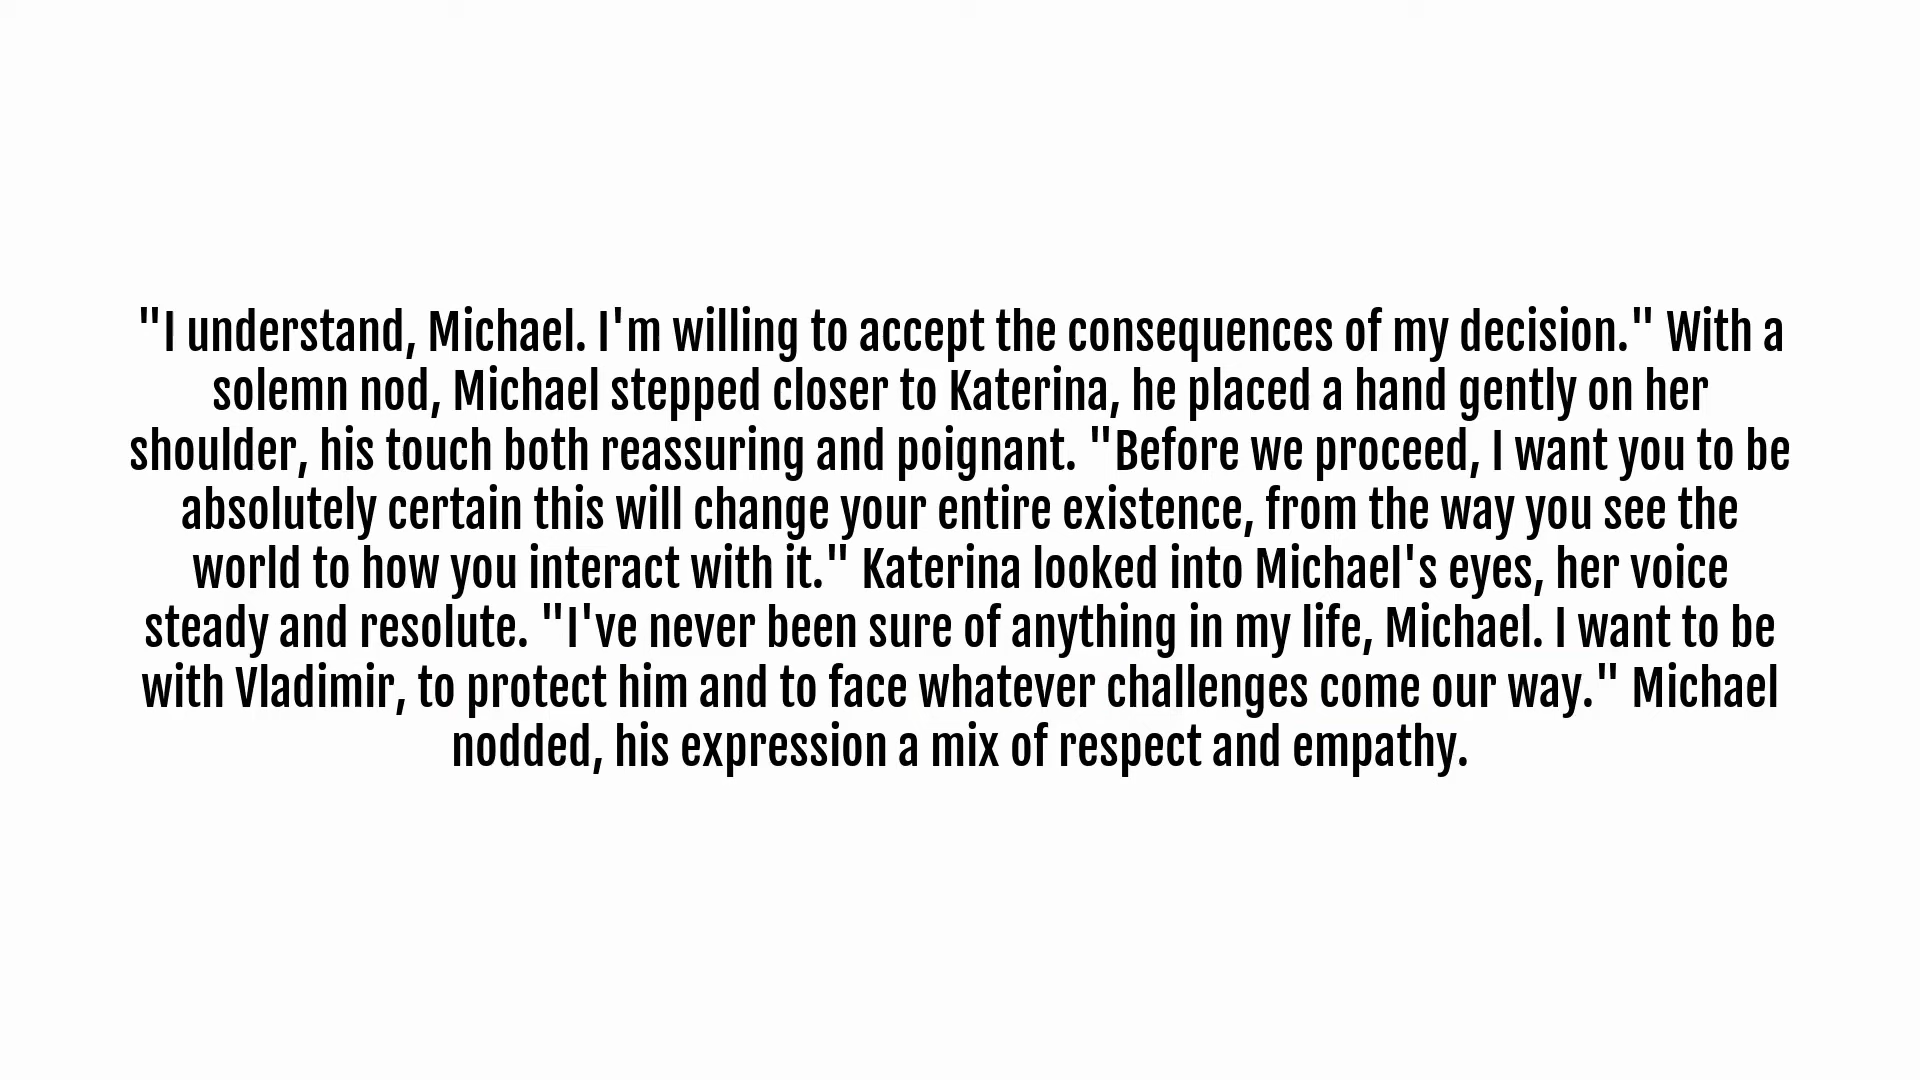 "I understand, Michael. I'm willing to accept the consequences of my decision." With a
solemn nod, Michael stepped closer to Katerina, he placed a hand gently on her
shoulder, his touch both reassuring and poignant. "Before we proceed, I want you to be
absolutely certain this will change your entire existence, from the way you see the
world to how you interact with it." Katerina looked into Michael's eyes, her voice
steady and resolute. "I've never been sure of anything in my life, Michael. I want to be
with Vladimir, to protect him and to face whatever challenges come our way." Michael
nodded, his expression a mix of respect and empathy.